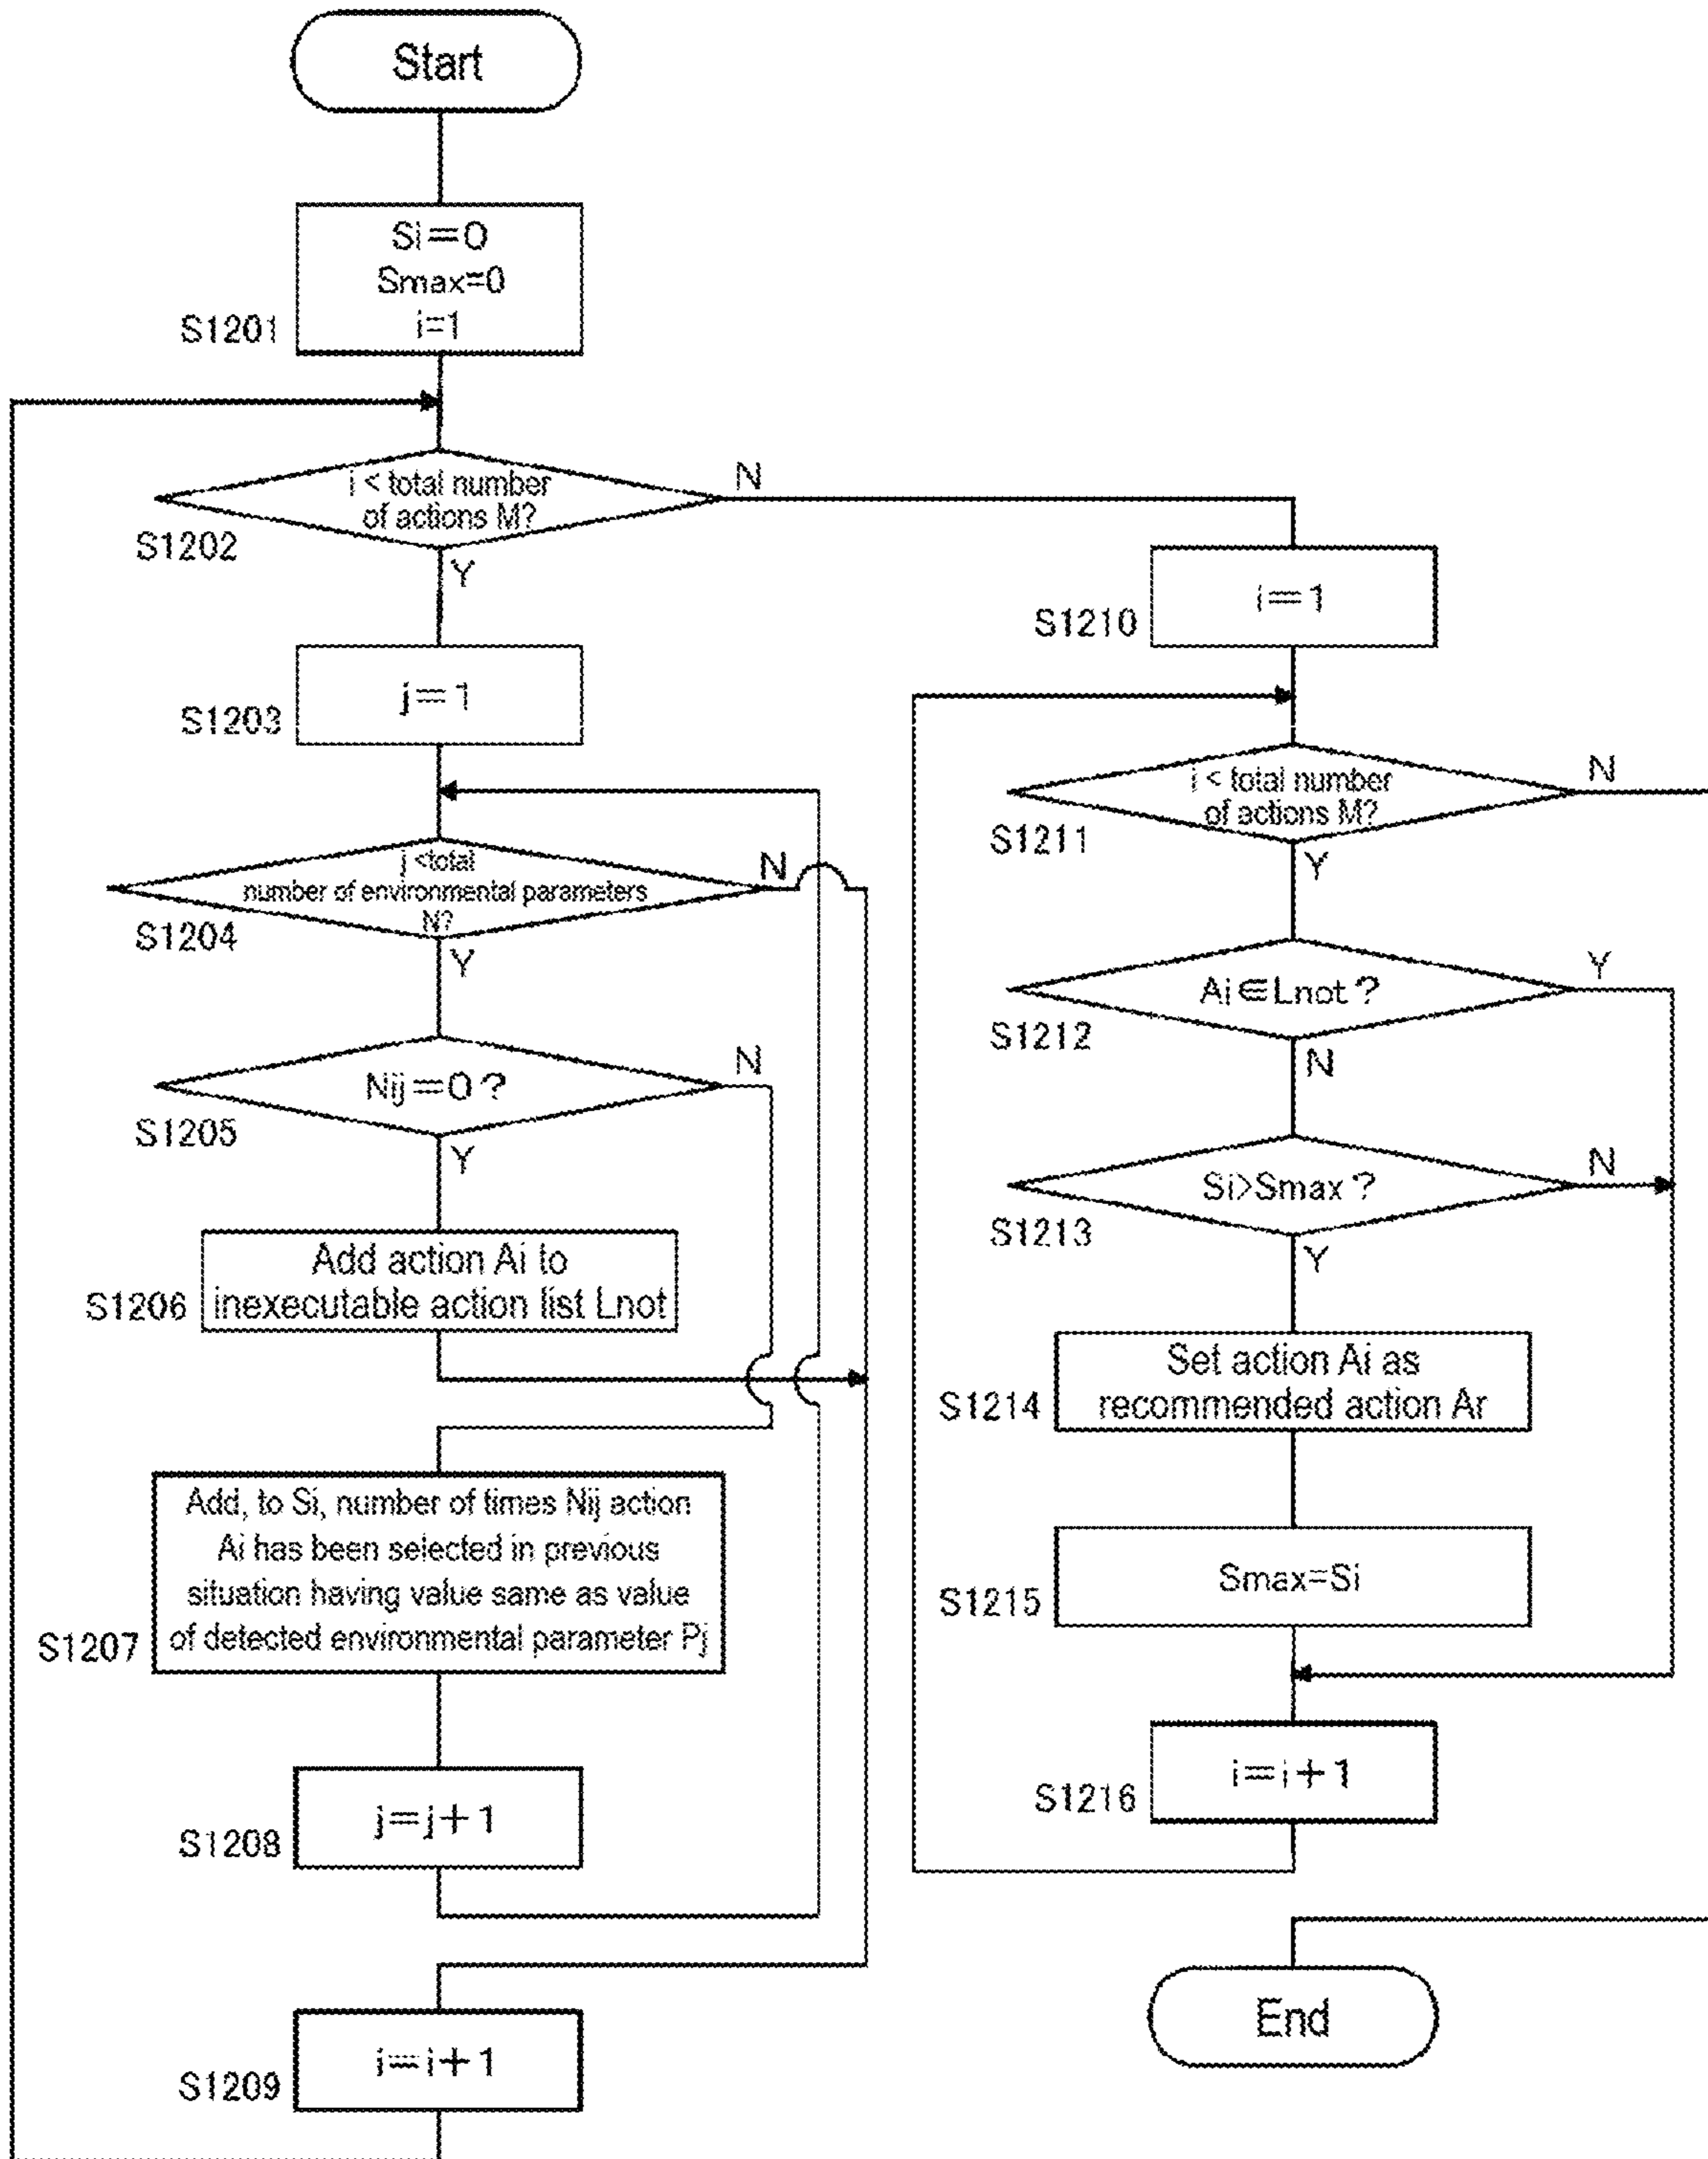 Start
Si=0
Smax=0
i=1
S1201
i < total number
of actions M?
S1202
N
Y
j=1
S1203
j <total
number of environmental parameters
N?
S1204
N
Y
Nij=0?
S1205
N
Y
Add action Ai to
inexecutable action list Lnot
S1206
Add, to Si, number of times Nij action
Ai has been selected in previous
situation having value same as value
of detected environmental parameter Pj
S1207
j=j+1
S1208
i=i+1
S1209
i=1
S1210
i < total number
of actions M?
S1211
N
Y
Ai∈Lnot?
S1212
Y
N
Si>Smax?
S1213
N
Y
Set action Ai as
recommended action Ar
S1214
Smax=Si
S1215
i=i+1
S1216
End